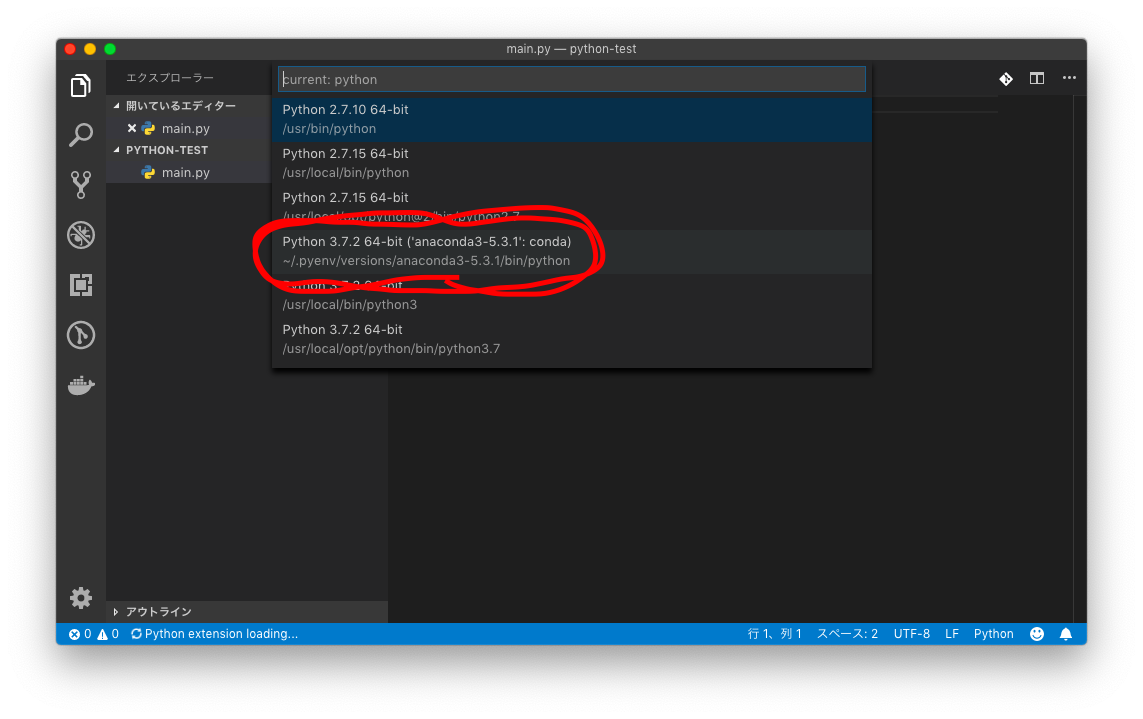 main.py — python-test
エクスプローラー
開いているエディター
main.py
PYTHON-TEST
main.py
current: python
Python 2.7.10 64-bit
/usr/bin/python
Python 2.7.15 64-bit
/usr/local/bin/python
Python 2.7.15 64-bit
/usr/local/opt/python@2/bin/python2.7
Python 3.7.2 64-bit ('anaconda3-5.3.1': conda)
~/.pyenv/versions/anaconda3-5.3.1/bin/python
Python 3.7.2 64-bit
/usr/local/bin/python3
Python 3.7.2 64-bit
/usr/local/opt/python/bin/python3.7
アウトライン
0 0 Python extension loading... 行 1、列 1 スペース: 2 UTF-8 LF Python